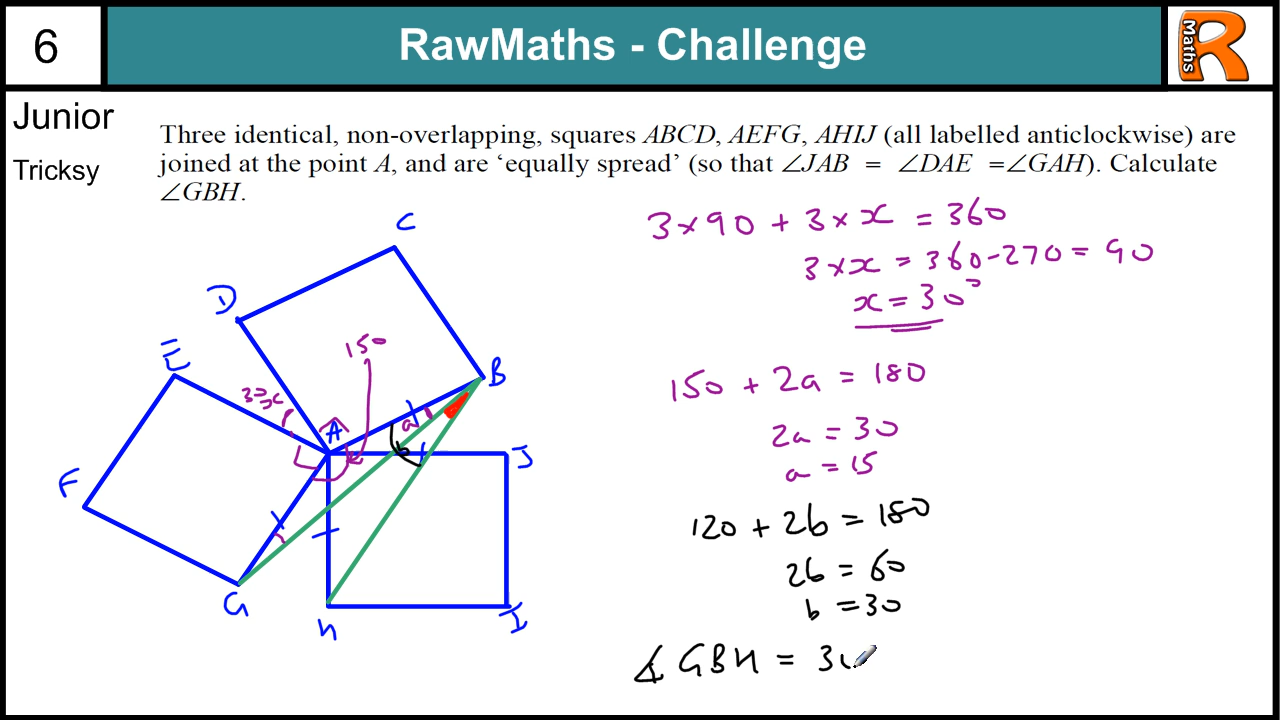 6
RawMaths - Challenge
R
Maths
Junior
Tricksy
Three identical, non-overlapping, squares ABCD, AEFG, AHIJ (all labelled anticlockwise) are
joined at the point A, and are ‘equally spread’ (so that ∠JAB = ∠DAE =∠GAH). Calculate
∠GBH.
3 × 90 + 3 × x = 360
3 × x = 360 - 270 = 90
x = 30°
150 + 2a = 180
2a = 30
a = 15
120 + 2b = 180
2b = 60
b = 30
∡ GBH =
C
D
E
150
B
A
a
b
J
F
G
H
I